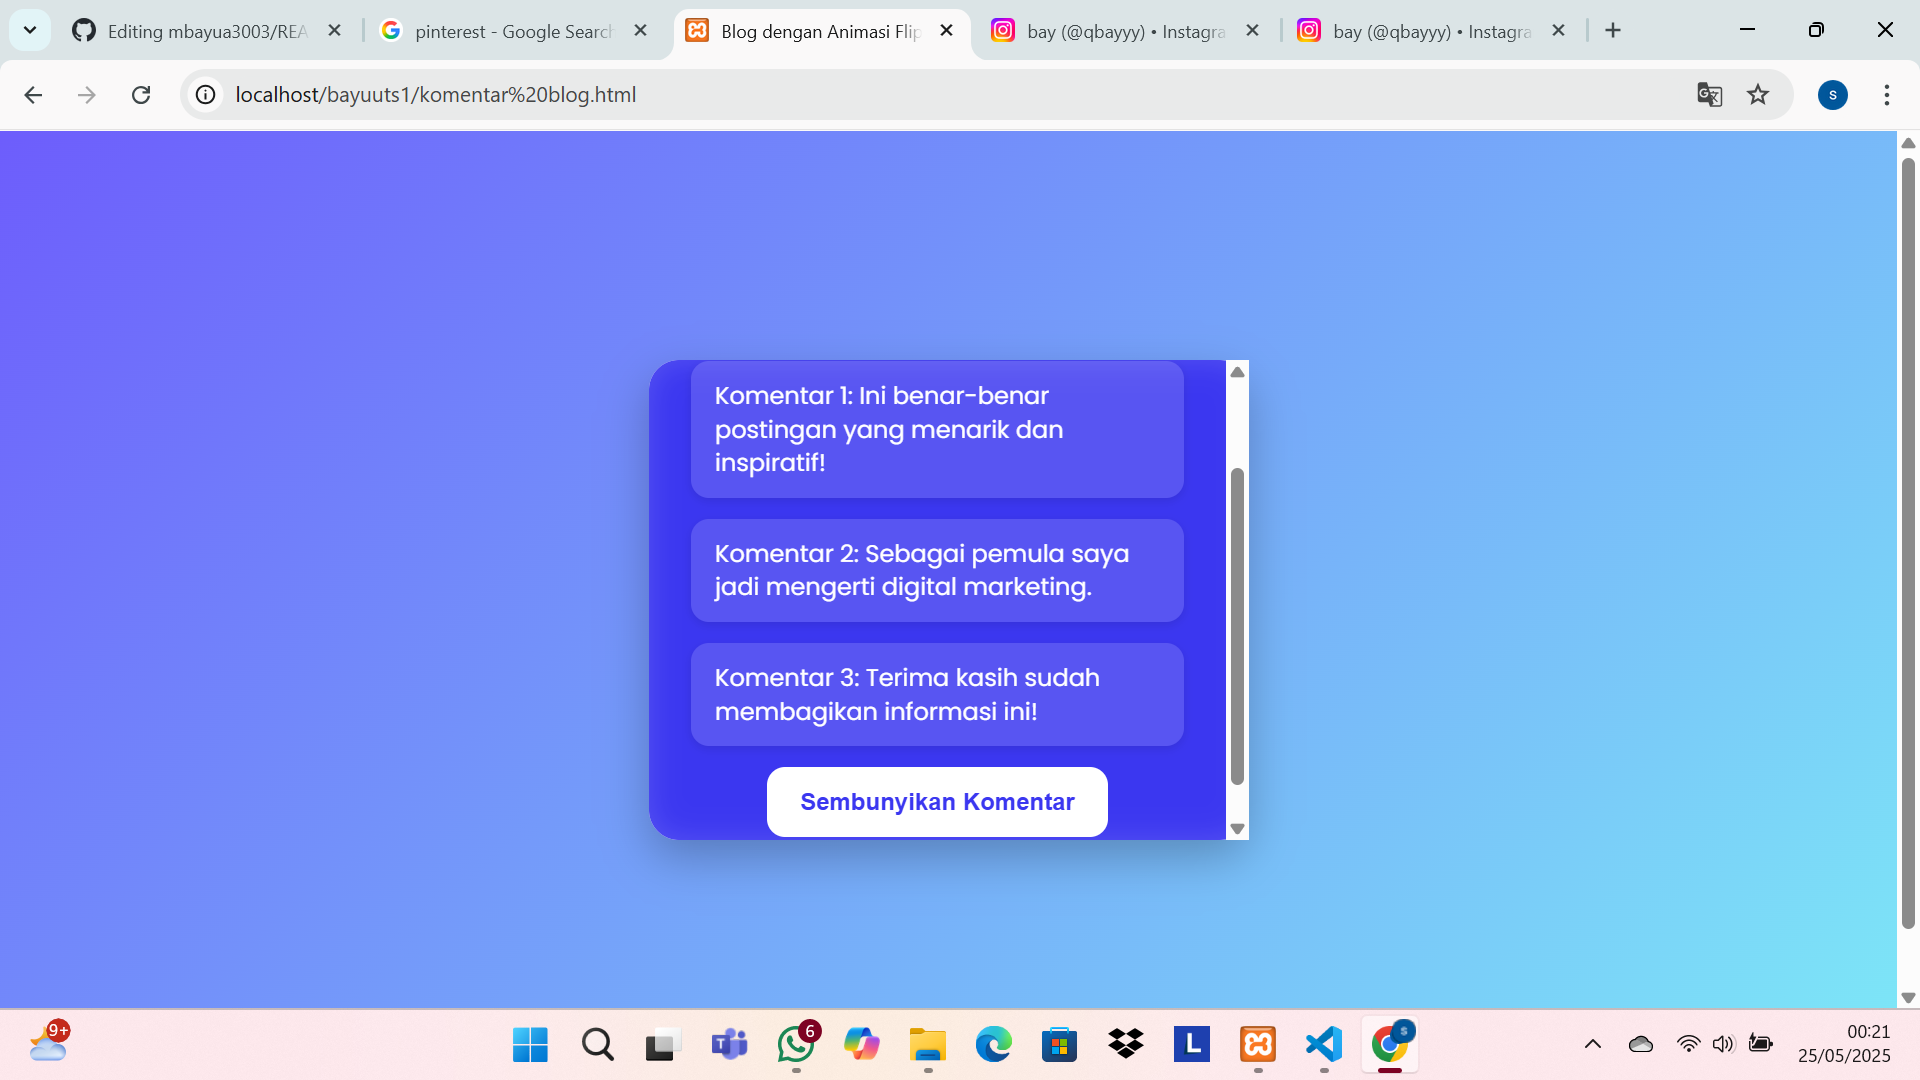 Editing mbayua3003/REA
pinterest - Google Search
Blog dengan Animasi Flip
bay (@qbayyy) • Instagra
bay (@qbayyy) • Instagra
localhost/bayuuts1/komentar%20blog.html
s
Komentar 1: Ini benar-benar
postingan yang menarik dan
inspiratif!
Komentar 2: Sebagai pemula saya
jadi mengerti digital marketing.
Komentar 3: Terima kasih sudah
membagikan informasi ini!
Sembunyikan Komentar
9+
6
L
s
00:21
25/05/2025